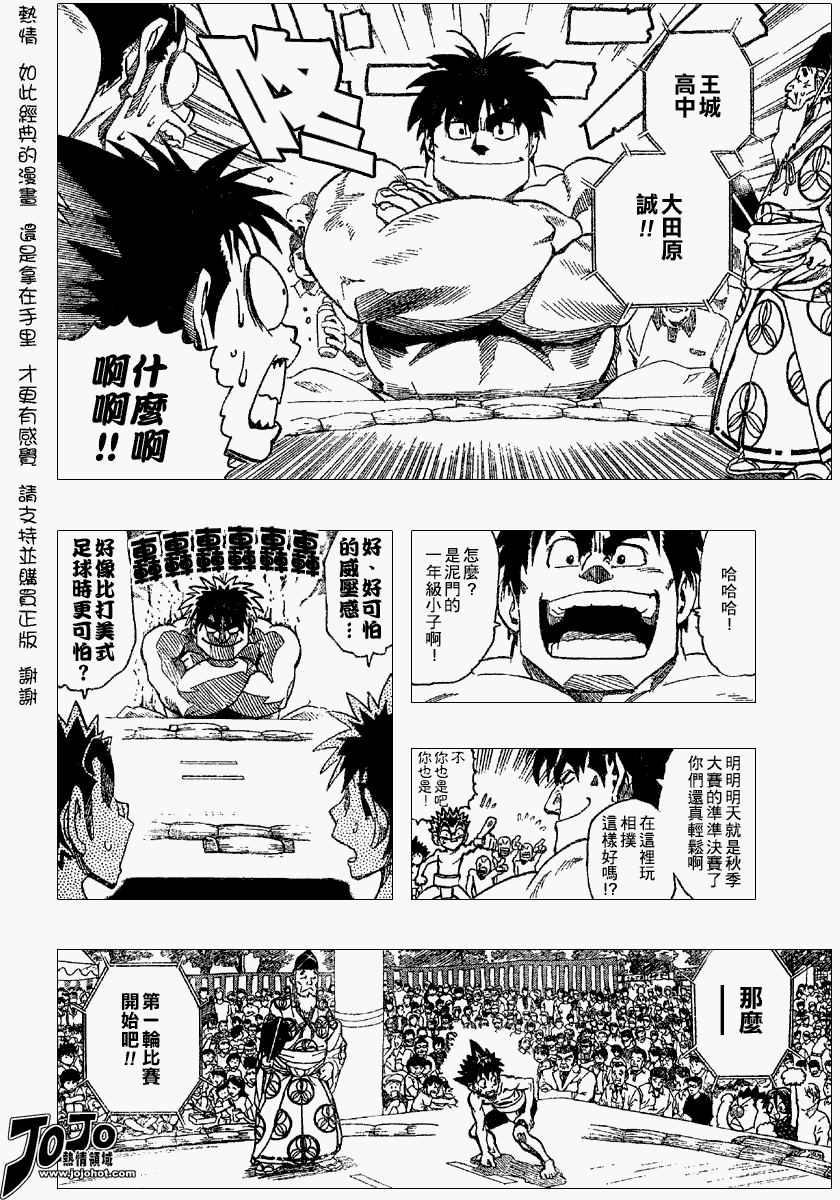 王城
高中
大田原
誠!!
咚
什麼啊
啊啊!!
哈哈哈!
怎麼?
是泥門的
一年級小子啊!
好、好可怕
的威壓感…
轟轟轟轟轟轟
好像比打美式
足球時更可怕?
明明明天就是秋季
大賽的準準決賽了
你們還真輕鬆啊
在這裡玩
相撲
這樣好嗎!?
不
你也是吧
你也是!
那麼
——
第一輪比賽
開始吧!!
熱情 如此經典的漫畫 還是拿在手里 才更有感覺 請支持並購買正版 謝謝
JOJO
熱情領域
www.jojohot.com